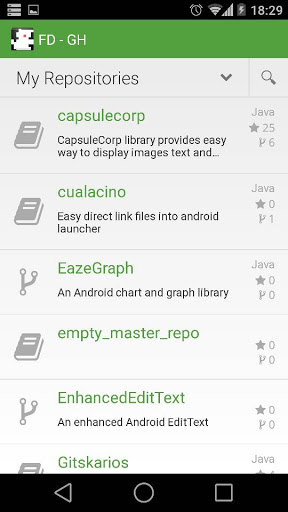 18:29
FD - GH
My Repositories
capsulecorp
Java
CapsuleCorp library provides easy
way to display images text and...
25
6
cualacino
Java
Easy direct link files into android
launcher
0
1
EazeGraph
Java
An Android chart and graph library
0
0
empty_master_repo
0
0
EnhancedEditText
An enhanced Android EditText
0
0
Gitskarios
Java